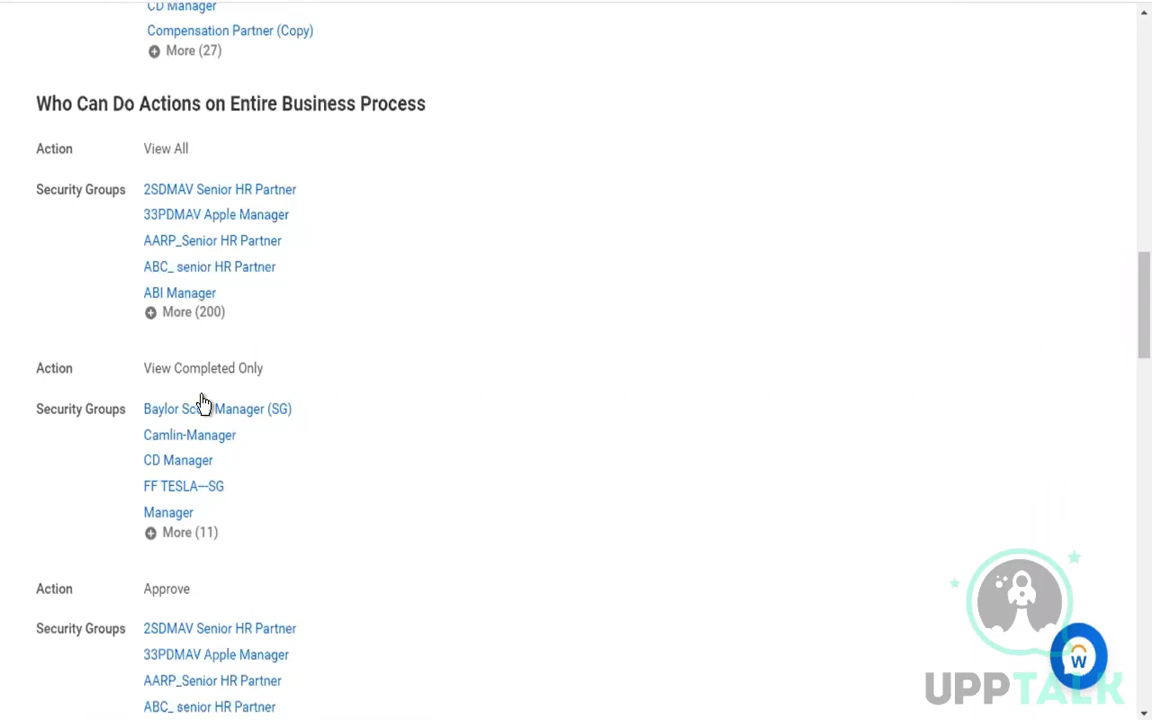 CD Manager
Compensation Partner (Copy)
More (27)
Who Can Do Actions on Entire Business Process
Action View All
Security Groups 2SDMAV Senior HR Partner
33PDMAV Apple Manager
AARP_Senior HR Partner
ABC_ senior HR Partner
ABI Manager
More (200)
Action View Completed Only
Security Groups Baylor Manager (SG)
Camlin-Manager
CD Manager
FF TESLA---SG
Manager
More (11)
Action Approve
Security Groups 2SDMAV Senior HR Partner
33PDMAV Apple Manager
AARP_Senior HR Partner
ABC_ senior HR Partner
W
UPPTALK